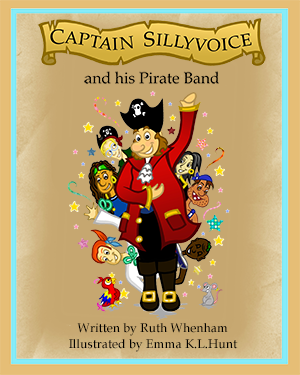 CAPTAIN SILLYVOICE
and his Pirate Band
Written by Ruth Whenham
Illustrated by Emma K.L.Hunt